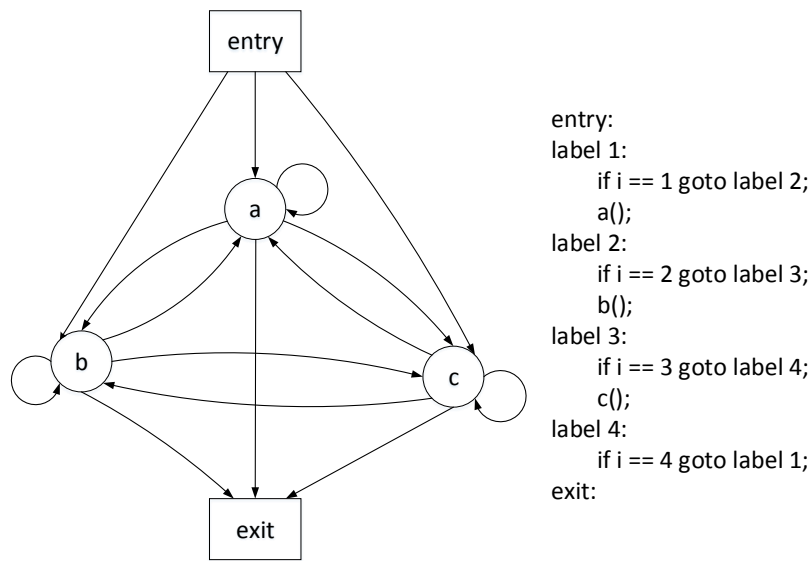 entry
a
b
c
exit
entry:
label 1:
if i == 1 goto label 2;
a();
label 2:
if i == 2 goto label 3;
b();
label 3:
if i == 3 goto label 4;
c();
label 4:
if i == 4 goto label 1;
exit: